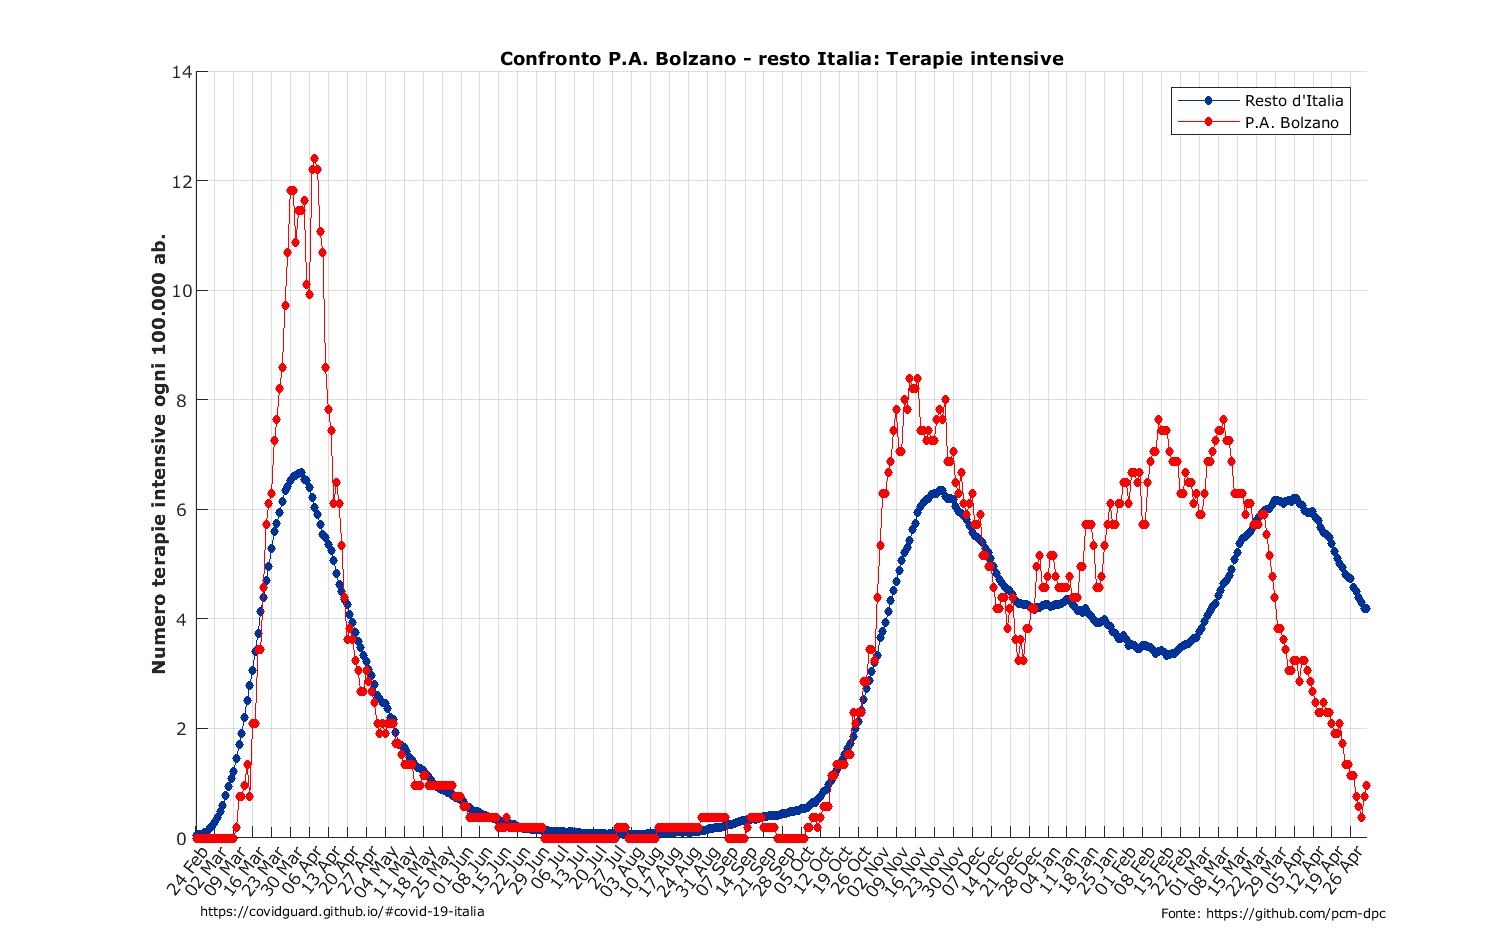 Confronto P.A. Bolzano - resto Italia: Terapie intensive
Resto d'Italia
P.A. Bolzano
Numero terapie intensive ogni 100.000 ab.
14
12
10
8
6
4
2
0
24 Feb
02 Mar
09 Mar
16 Mar
23 Mar
30 Mar
06 Apr
13 Apr
20 Apr
27 Apr
04 May
11 May
18 May
25 May
01 Jun
08 Jun
15 Jun
22 Jun
29 Jun
06 Jul
13 Jul
20 Jul
27 Jul
03 Aug
10 Aug
17 Aug
24 Aug
31 Aug
07 Sep
14 Sep
21 Sep
28 Sep
05 Oct
12 Oct
19 Oct
26 Oct
02 Nov
09 Nov
16 Nov
23 Nov
30 Nov
07 Dec
14 Dec
21 Dec
28 Dec
04 Jan
11 Jan
18 Jan
25 Jan
01 Feb
08 Feb
15 Feb
22 Feb
01 Mar
08 Mar
15 Mar
22 Mar
29 Mar
05 Apr
12 Apr
19 Apr
26 Apr
https://covidguard.github.io/#covid-19-italia
Fonte: https://github.com/pcm-dpc